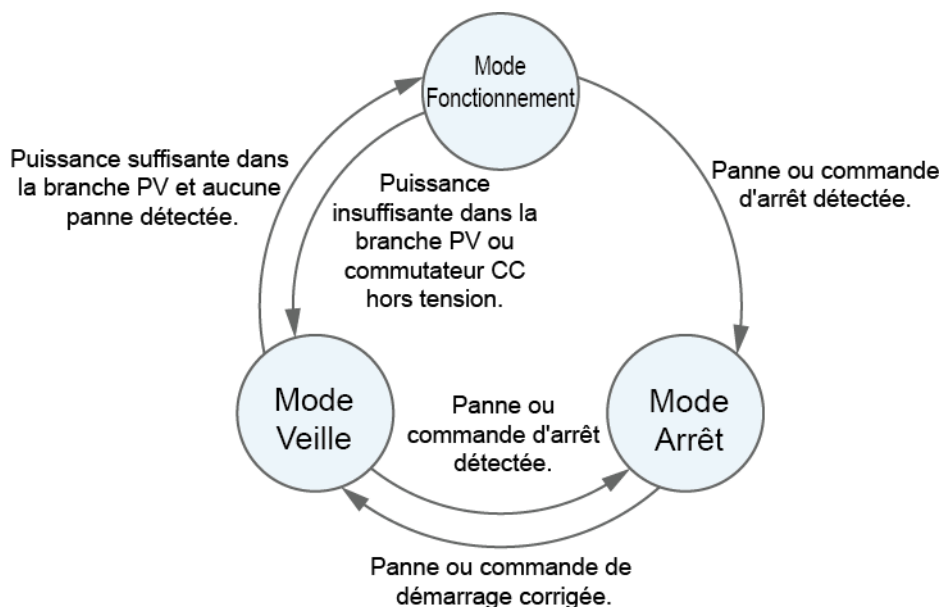 Mode
Fonctionnement
Puissance suffisante dans
la branche PV et aucune
panne détectée.
Puissance
insuffisante dans la
branche PV ou
commutateur CC
hors tension.
Panne ou commande
d'arrêt détectée.
Mode
Veille
Panne ou
commande d'arrêt
détectée.
Mode
Arrêt
Panne ou commande de
démarrage corrigée.